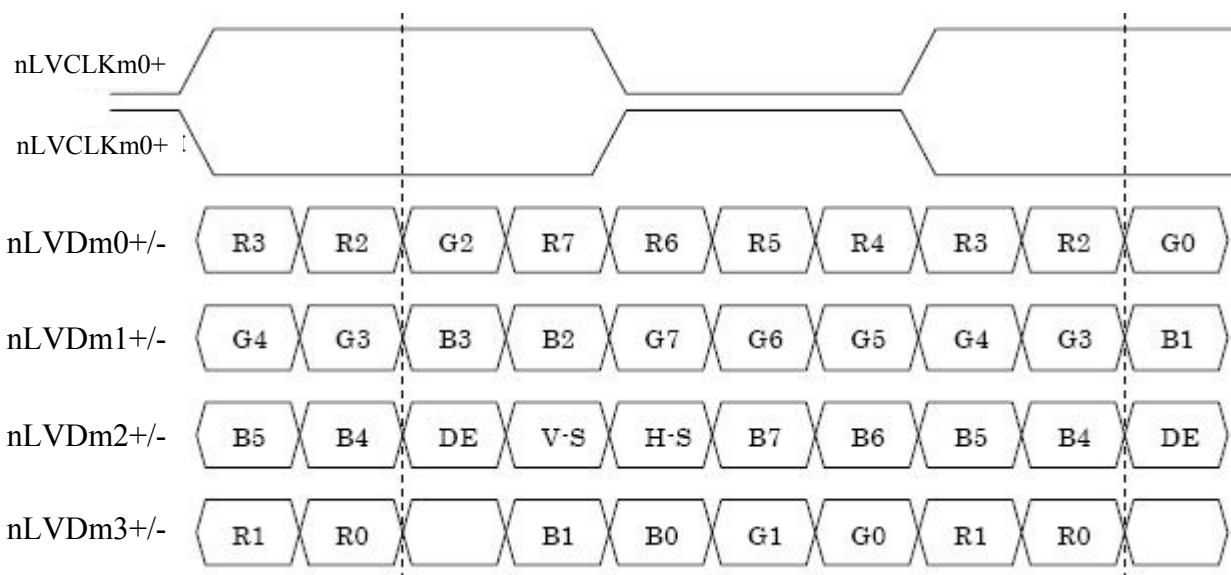 nLVCLKm0+
nLVCLKm0+
nLVDm0+/- R3 R2 G2 R7 R6 R5 R4 R3 R2 G0
nLVDm1+/- G4 G3 B3 B2 G7 G6 G5 G4 G3 B1
nLVDm2+/- B5 B4 DE V-S H-S B7 B6 B5 B4 DE
nLVDm3+/- R1 R0 B1 B0 G1 G0 R1 R0